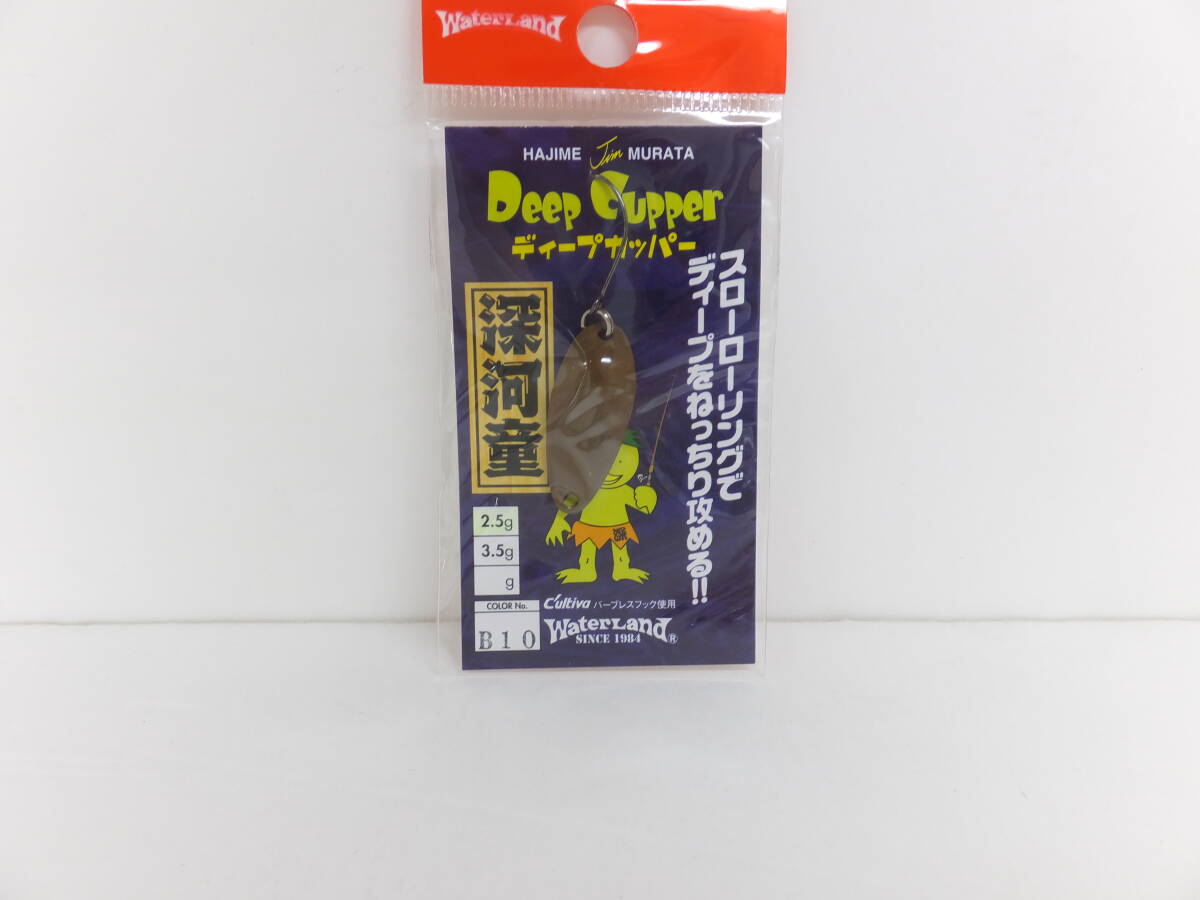 WaterLand
HAJIME Jim MURATA
Deep Cupper
ディープカッパー
スローローリングで
ディープをねっちり攻める!!
深河童
2.5g
3.5g
g
COLOR No.
B10
C'ultiva バーブレスフック使用
WaterLand®
SINCE 1984